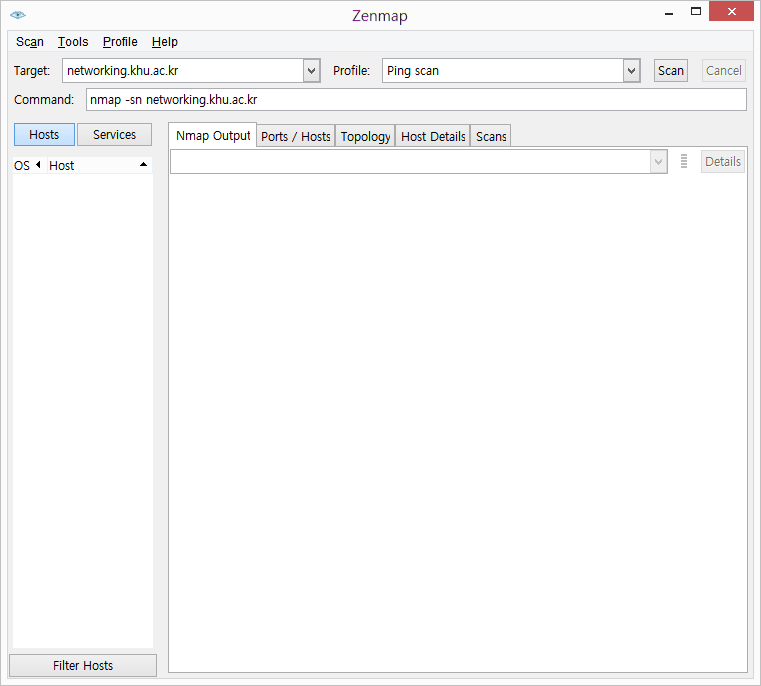 Zenmap
Scan Tools Profile Help
Target: networking.khu.ac.kr Profile: Ping scan Scan Cancel
Command: nmap -sn networking.khu.ac.kr
Hosts Services Nmap Output Ports / Hosts Topology Host Details Scans
OS Host Details
Filter Hosts